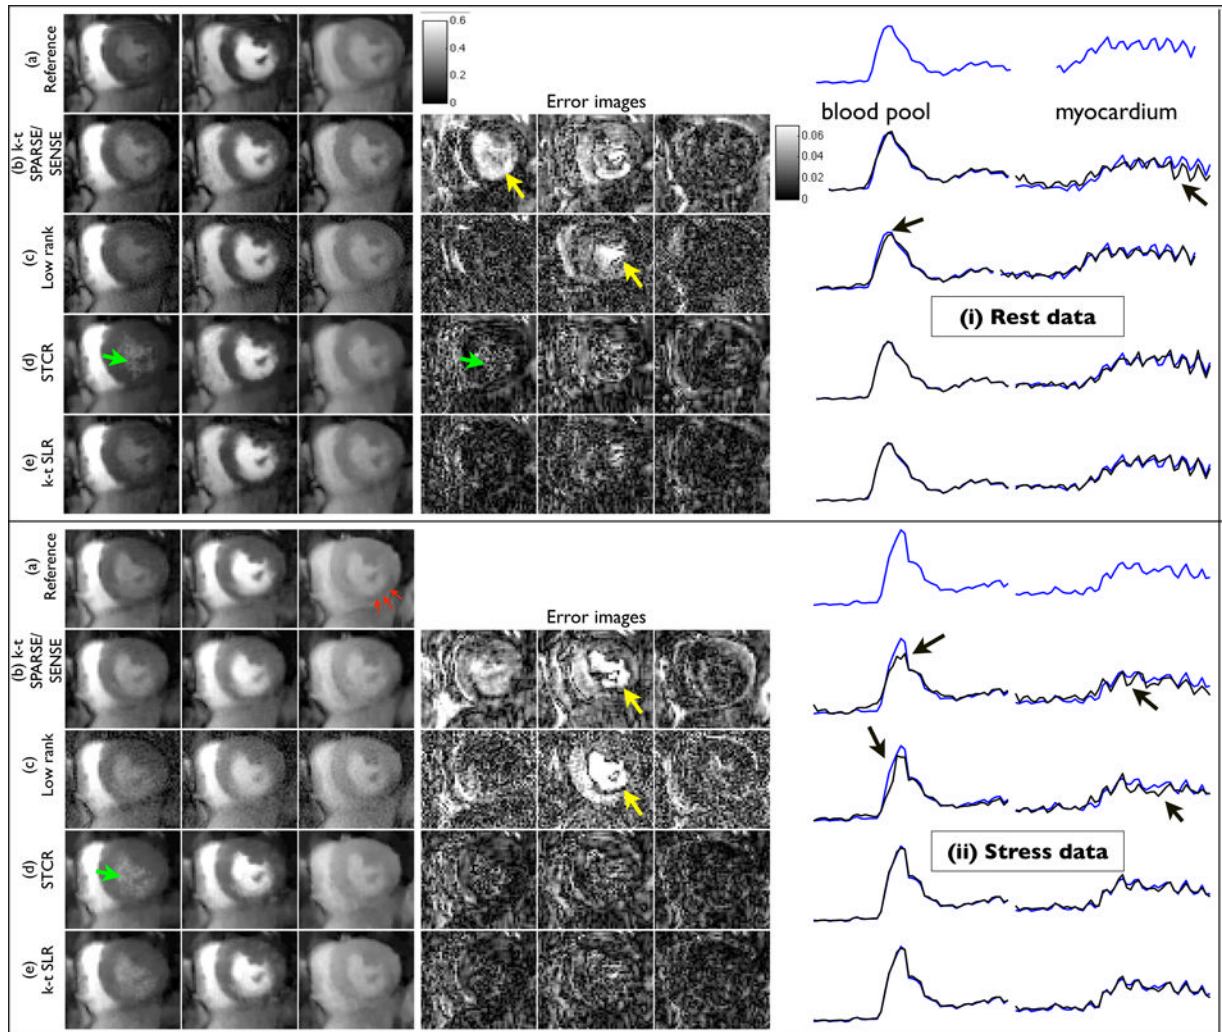 0.6
0.4
0.2
0
(a)
Reference
Error images
blood pool
myocardium
(b) k-t
SPARSE/
SENSE
0.06
0.04
0.02
0
(c)
Low rank
(i) Rest data
(d)
STCR
(e)
k-t SLR
(a)
Reference
Error images
(b) k-t
SPARSE/
SENSE
(c)
Low rank
(d)
STCR
(ii) Stress data
(e)
k-t SLR